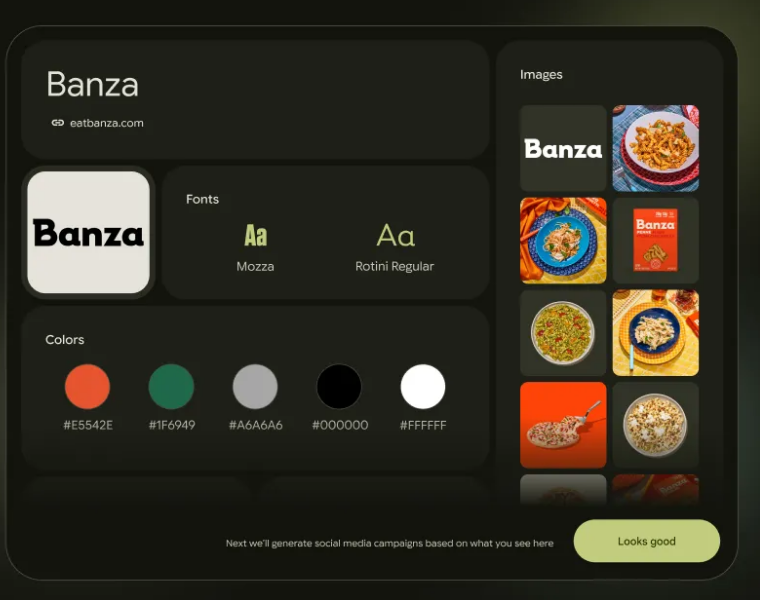 Banza
eatbanza.com
Banza
Fonts
Aa
Mozza
Aa
Rotini Regular
Colors
#E5542E
#1F6949
#A6A6A6
#000000
#FFFFFF
Images
Banza
Banza
Next we'll generate social media campaigns based on what you see here
Looks good